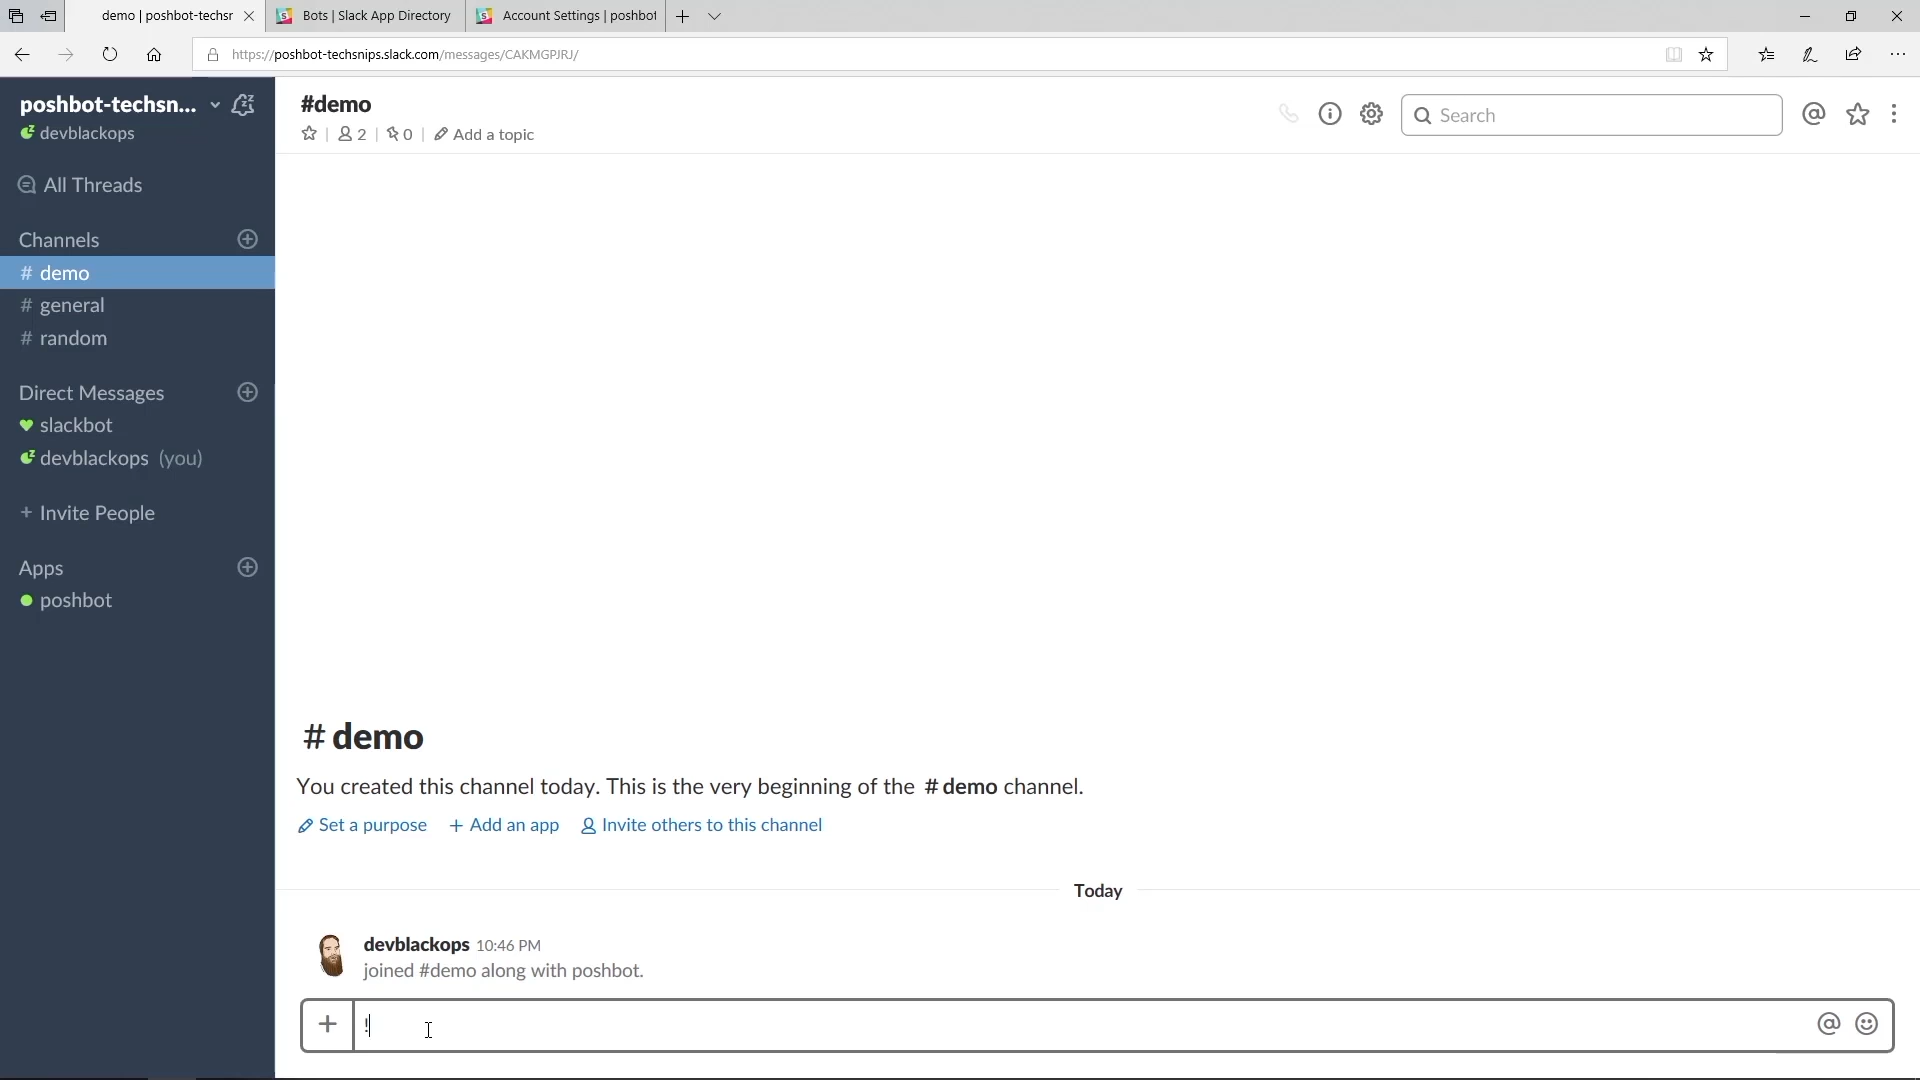 demo | poshbot-techsr
Bots | Slack App Directory
Account Settings | poshbot
https://poshbot-techsnips.slack.com/messages/CAKMGPJRJ/
poshbot-techsn...
devblackops
All Threads
Channels
# demo
# general
# random
Direct Messages
slackbot
devblackops (you)
+ Invite People
Apps
poshbot
#demo
2 | 0 | Add a topic
Search
# demo
You created this channel today. This is the very beginning of the # demo channel.
Set a purpose + Add an app Invite others to this channel
Today
devblackops 10:46 PM
joined #demo along with poshbot.
!